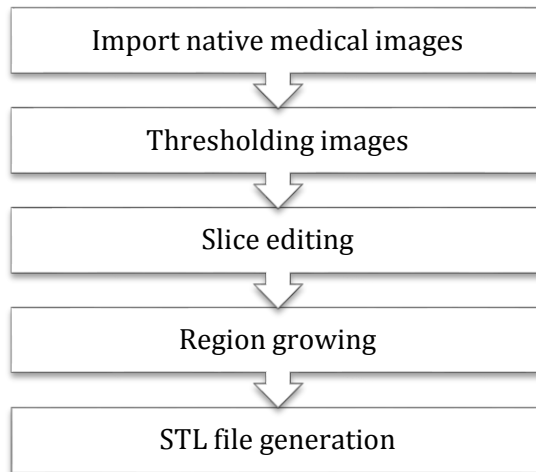 Import native medical images
Thresholding images
Slice editing
Region growing
STL file generation